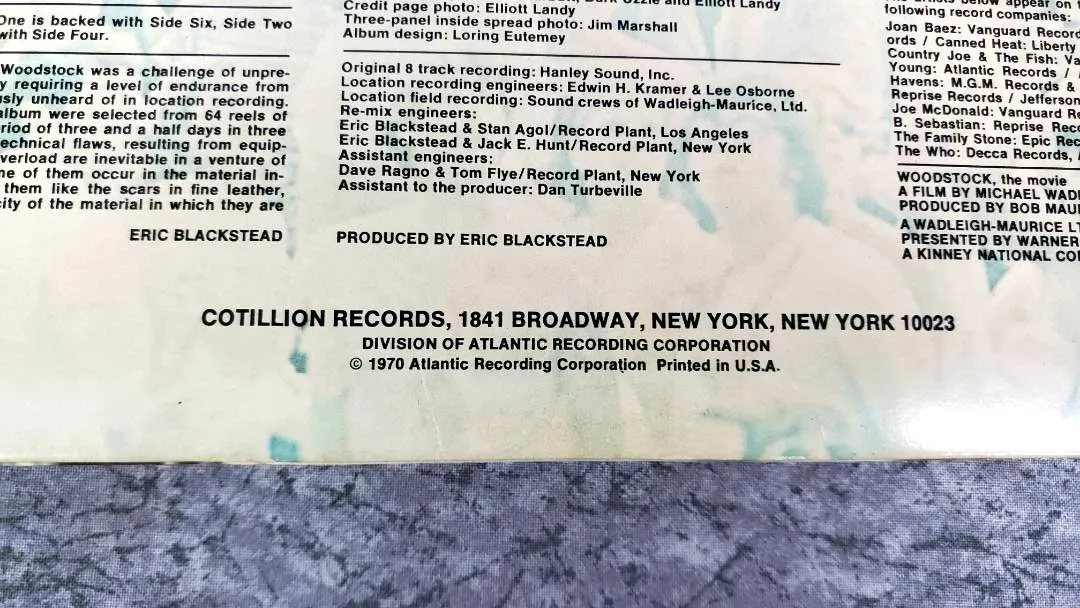 One is backed with Side Six, Side Two
with Side Four.
Woodstock was a challenge of unpre-
requiring a level of endurance from
unheard of in location recording.
were selected from 64 reels of
of three and a half days in three
flaws, resulting from equip-
are inevitable in a venture of
of them occur in the material in-
them like the scars in fine leather,
of the material in which they are
ERIC BLACKSTEAD
and Elliott Landy
Credit page photo: Elliott Landy
Three-panel inside spread photo: Jim Marshall
Album design: Loring Eutemey
Original 8 track recording: Hanley Sound, Inc.
Location recording engineers: Edwin H. Kramer & Lee Osborne
Location field recording: Sound crews of Wadleigh-Maurice, Ltd.
Re-mix engineers:
Eric Blackstead & Stan Agol/Record Plant, Los Angeles
Eric Blackstead & Jack E. Hunt/Record Plant, New York
Assistant engineers:
Dave Ragno & Tom Flye/Record Plant, New York
Assistant to the producer: Dan Turbeville
PRODUCED BY ERIC BLACKSTEAD
below appear on
following record companies:
Joan Baez: Vanguard Record
ords / Canned Heat: Liberty
Country Joe & The Fish: Va
Young: Atlantic Records /
Havens: M.G.M. Records &
Reprise Records / Jefferson
Joe McDonald: Vanguard Re
B. Sebastian: Reprise Reco
The Family Stone: Epic Rec
The Who: Decca Records,
WOODSTOCK, the movie
A FILM BY MICHAEL WADL
PRODUCED BY BOB MAU
A WADLEIGH-MAURICE LT
PRESENTED BY WARNER
A KINNEY NATIONAL CO
COTILLION RECORDS, 1841 BROADWAY, NEW YORK, NEW YORK 10023
DIVISION OF ATLANTIC RECORDING CORPORATION
© 1970 Atlantic Recording Corporation Printed in U.S.A.